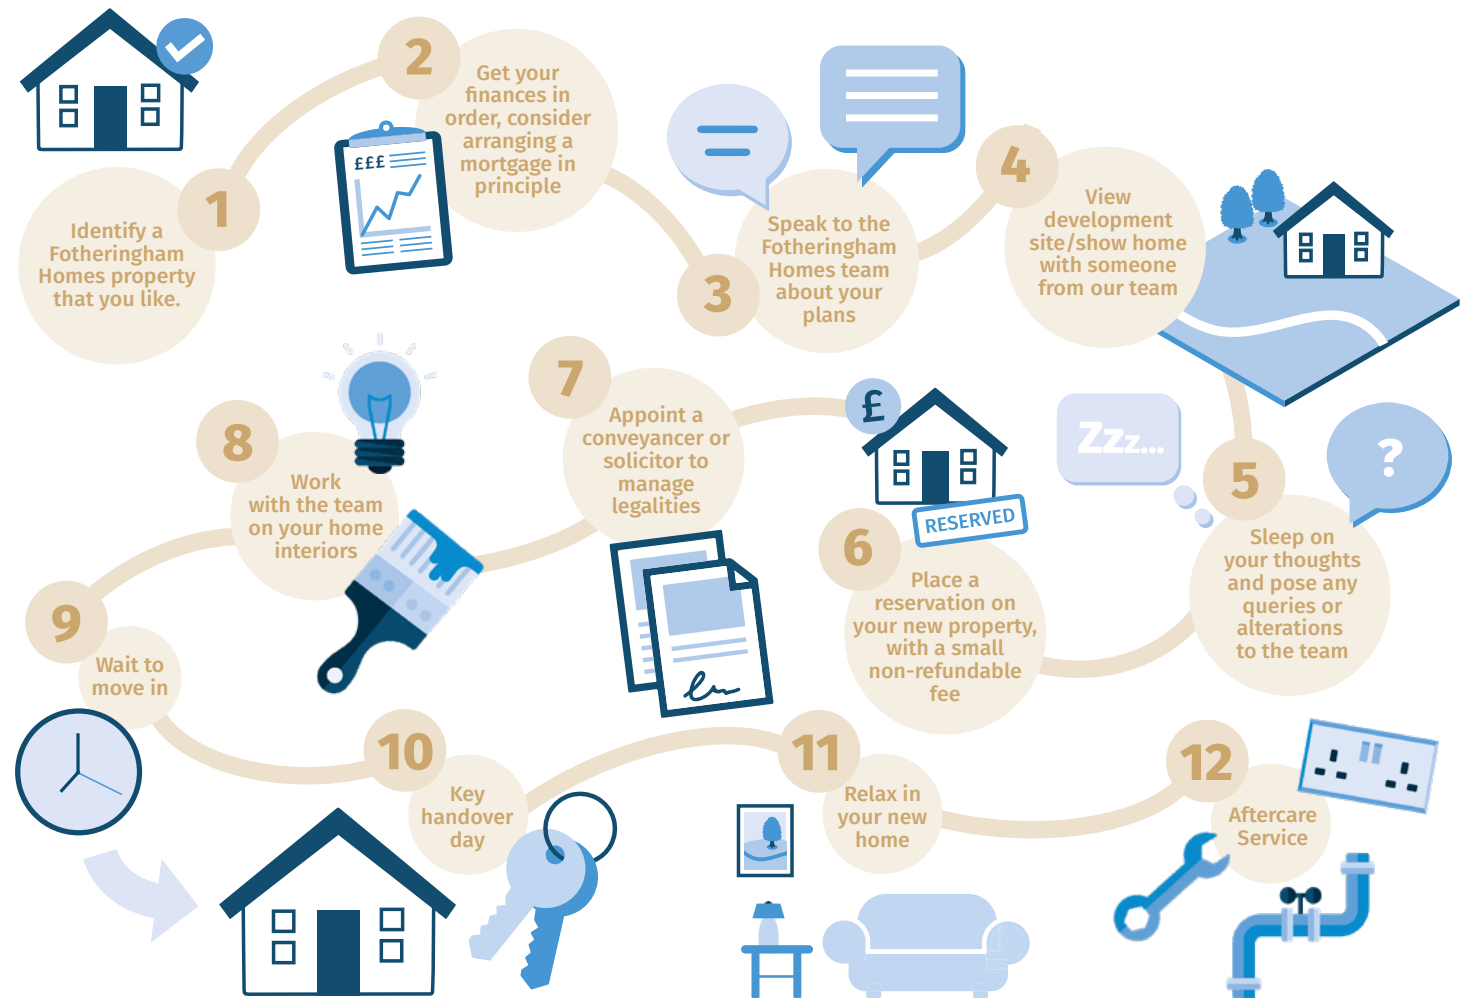 1
Identify a
Fotheringham
Homes property
that you like.
2
Get your
finances in
order, consider
arranging a
mortgage in
principle
£££
3
Speak to the
Fotheringham
Homes team
about your
plans
4
View
development
site/show home
with someone
from our team
5
Sleep on
your thoughts
and pose any
queries or
alterations
to the team
Zzz...
?
6
Place a
reservation on
your new property,
with a small
non-refundable
fee
£
RESERVED
7
Appoint a
conveyancer or
solicitor to
manage
legalities
8
Work
with the team
on your home
interiors
9
Wait to
move in
10
Key
handover
day
11
Relax in
your new
home
12
Aftercare
Service